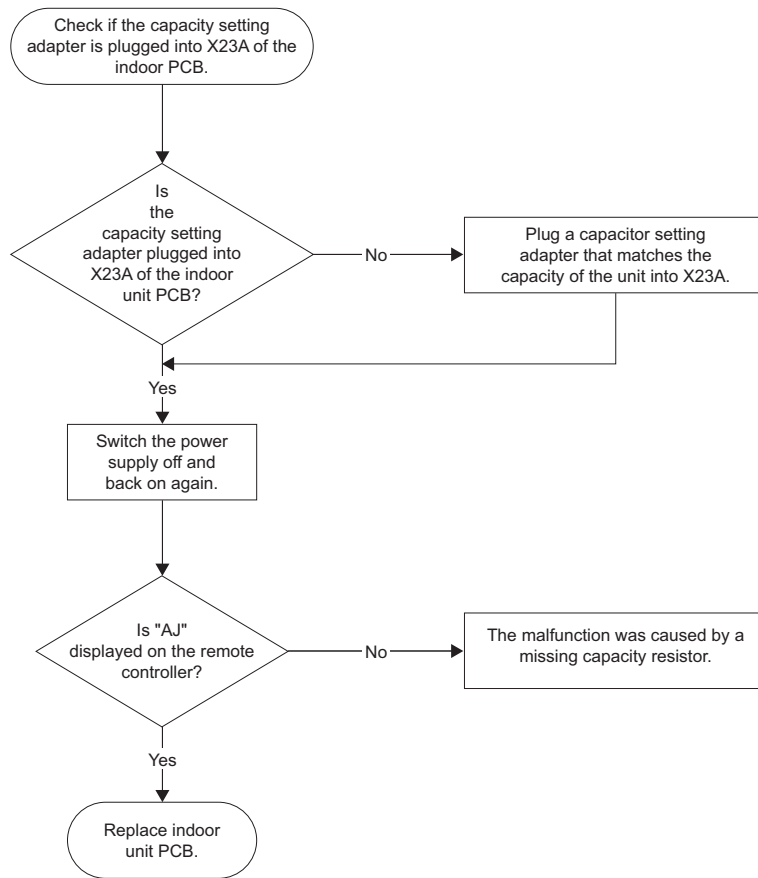 Check if the capacity setting
adapter is plugged into X23A of the
indoor PCB.
Is
the
capacity setting
adapter plugged into
X23A of the indoor
unit PCB?
No
Plug a capacitor setting
adapter that matches the
capacity of the unit into X23A.
Yes
Switch the power
supply off and
back on again.
Is "AJ"
displayed on the remote
controller?
No
The malfunction was caused by a
missing capacity resistor.
Yes
Replace indoor
unit PCB.